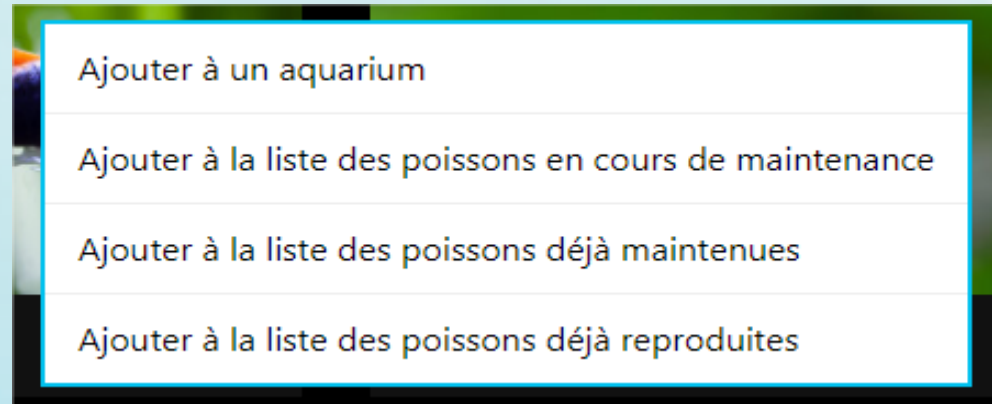 Ajouter à un aquarium
Ajouter à la liste des poissons en cours de maintenance
Ajouter à la liste des poissons déjà maintenues
Ajouter à la liste des poissons déjà reproduites